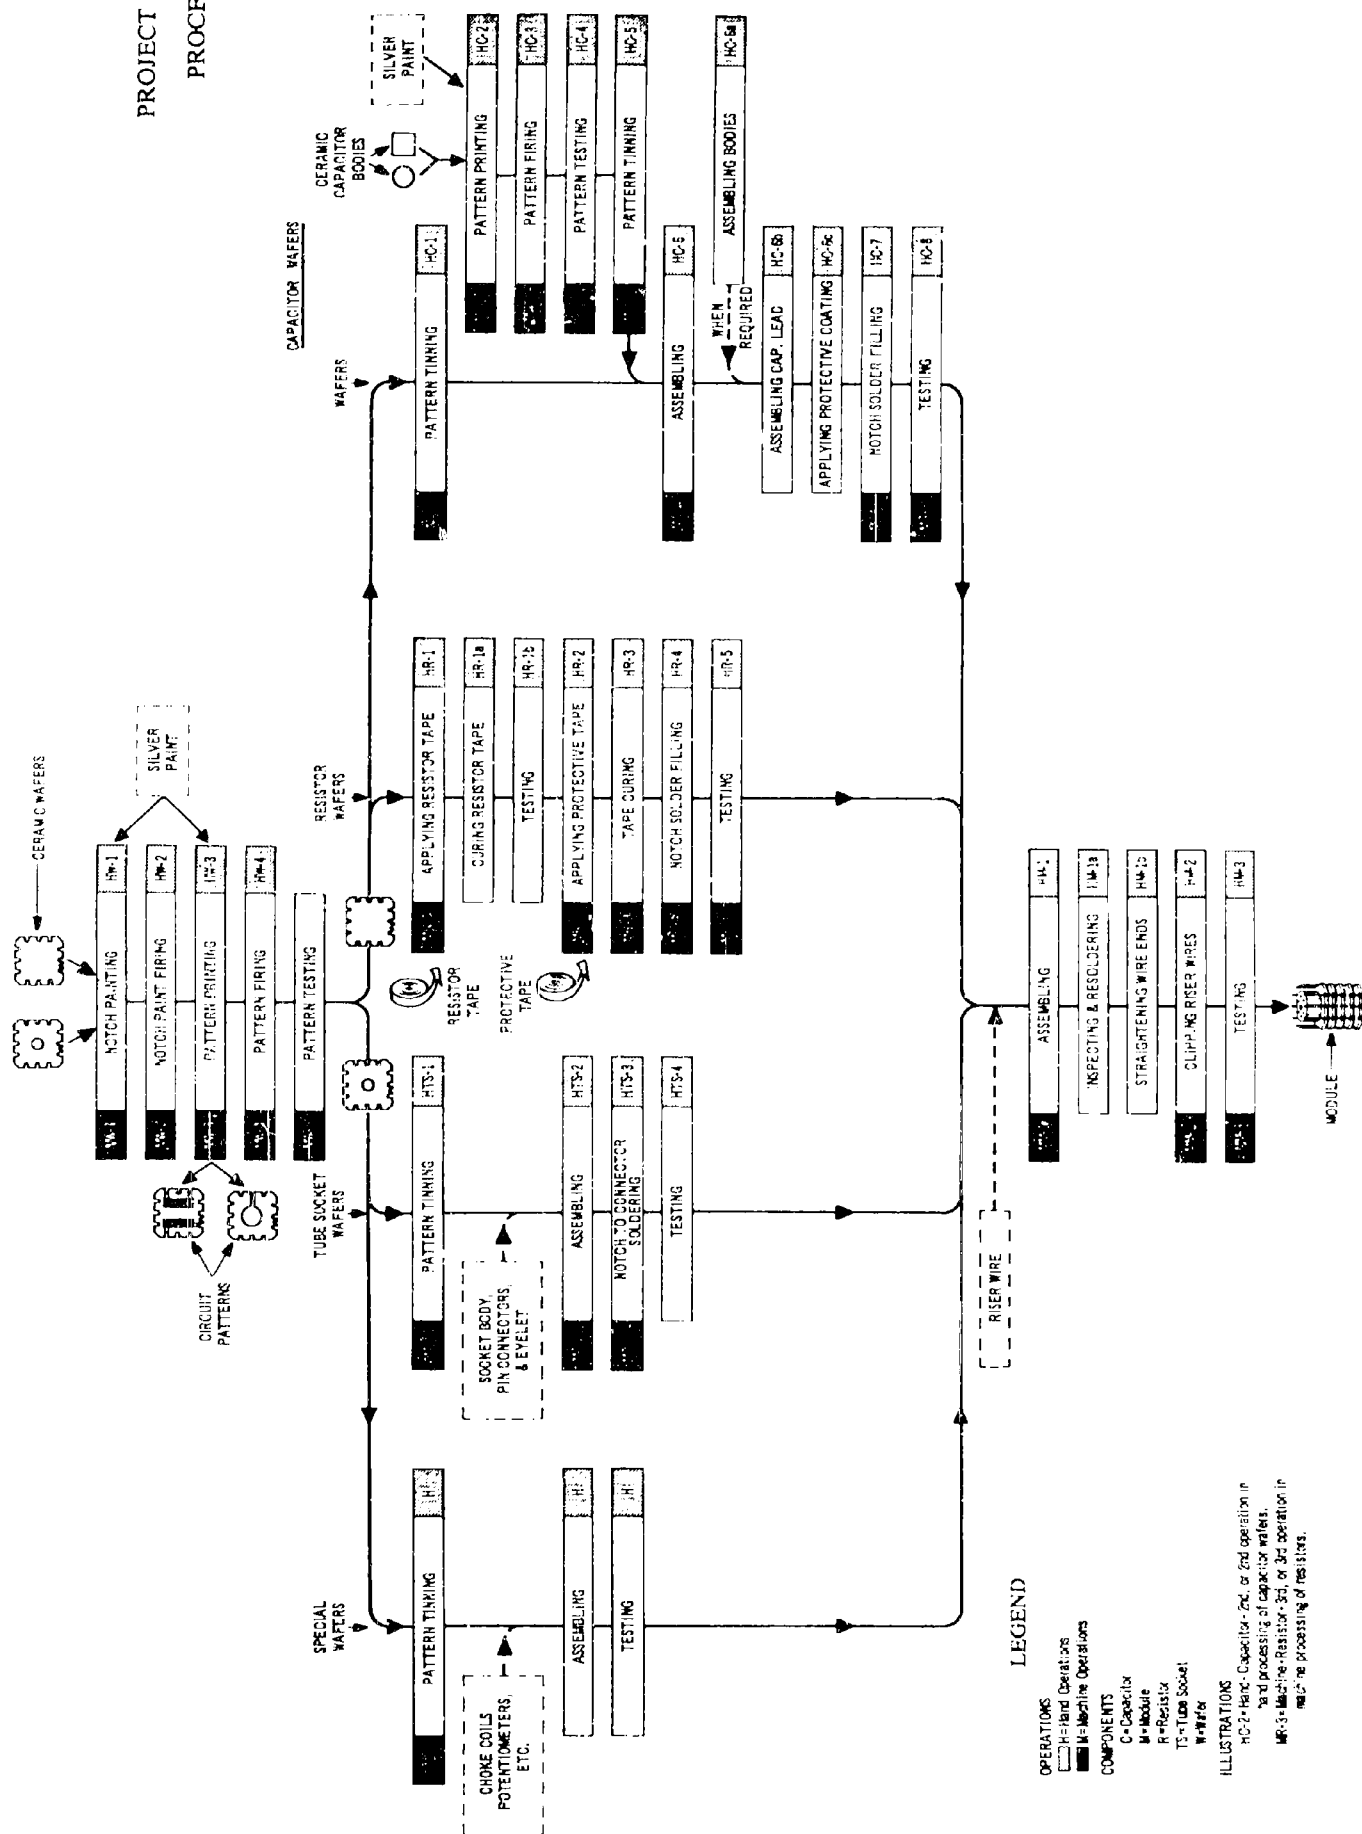 PROJECT
PROCE
CERAMIC WAFERS
SILVER
PAINT
NOTCH PAINTING
HW-1
NOTCH PAINT FIRING
HW-2
PATTERN PRINTING
HW-3
PATTERN FIRING
HW-4
PATTERN TESTING
CIRCUIT
PATTERNS
SPECIAL
WAFERS
PATTERN TINNING
CHOKE COILS
POTENTIOMETERS,
ETC.
ASSEMBLING
TESTING
TUBE SOCKET
WAFERS
PATTERN TINNING
HTS-1
SOCKET BODY,
PIN CONNECTORS,
& EYELET
ASSEMBLING
HTS-2
NOTCH TO CONNECTOR
SOLDERING
HTS-3
TESTING
HTS-4
RESISTOR
WAFERS
RESISTOR
TAPE
PROTECTIVE
TAPE
APPLYING RESISTOR TAPE
HR-1
CURING RESISTOR TAPE
HR-1a
TESTING
HR-1b
APPLYING PROTECTIVE TAPE
HR-2
TAPE CURING
HR-3
NOTCH SOLDER FILLING
HR-4
TESTING
HR-5
CAPACITOR WAFERS
WAFERS
PATTERN TINNING
HC-1
CERAMIC
CAPACITOR
BODIES
SILVER
PAINT
PATTERN PRINTING
HC-2
PATTERN FIRING
HC-3
PATTERN TESTING
HC-4
PATTERN TINNING
HC-5
ASSEMBLING
HC-6
ASSEMBLING BODIES
HC-6a
WHEN
REQUIRED
ASSEMBLING CAP. LEAD
HC-6b
APPLYING PROTECTIVE COATING
HC-6c
NOTCH SOLDER FILLING
HC-7
TESTING
HC-8
RISER WIRE
ASSEMBLING
HM-1
INSPECTING & RESOLDERING
HM-1a
STRAIGHTENING WIRE ENDS
HM-1b
CLIPPING RISER WIRES
HM-2
TESTING
HM-3
MODULE
LEGEND
OPERATIONS
H = Hand Operations
M = Machine Operations
COMPONENTS
C = Capacitor
M = Module
R = Resistor
TS = Tube Socket
W = Wafer
ILLUSTRATIONS
HC-2 = Hand - Capacitor - 2nd, or 2nd operation in
hand processing of capacitor wafers.
MR-3 = Machine - Resistor - 3rd, or 3rd operation in
machine processing of resistors.